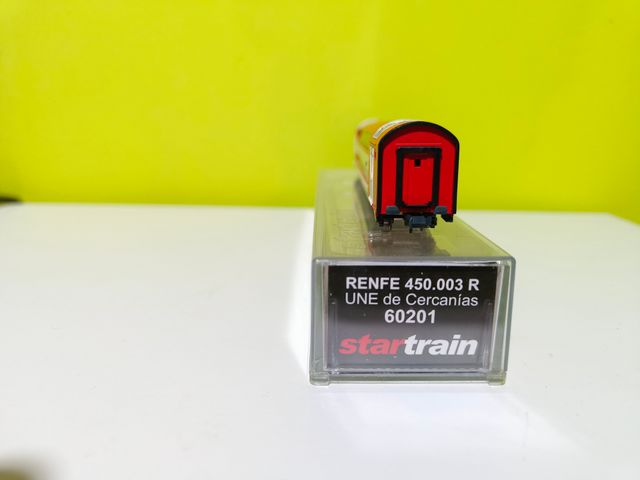 RENFE 450.003 R
UNE de Cercanías
60201
startrain